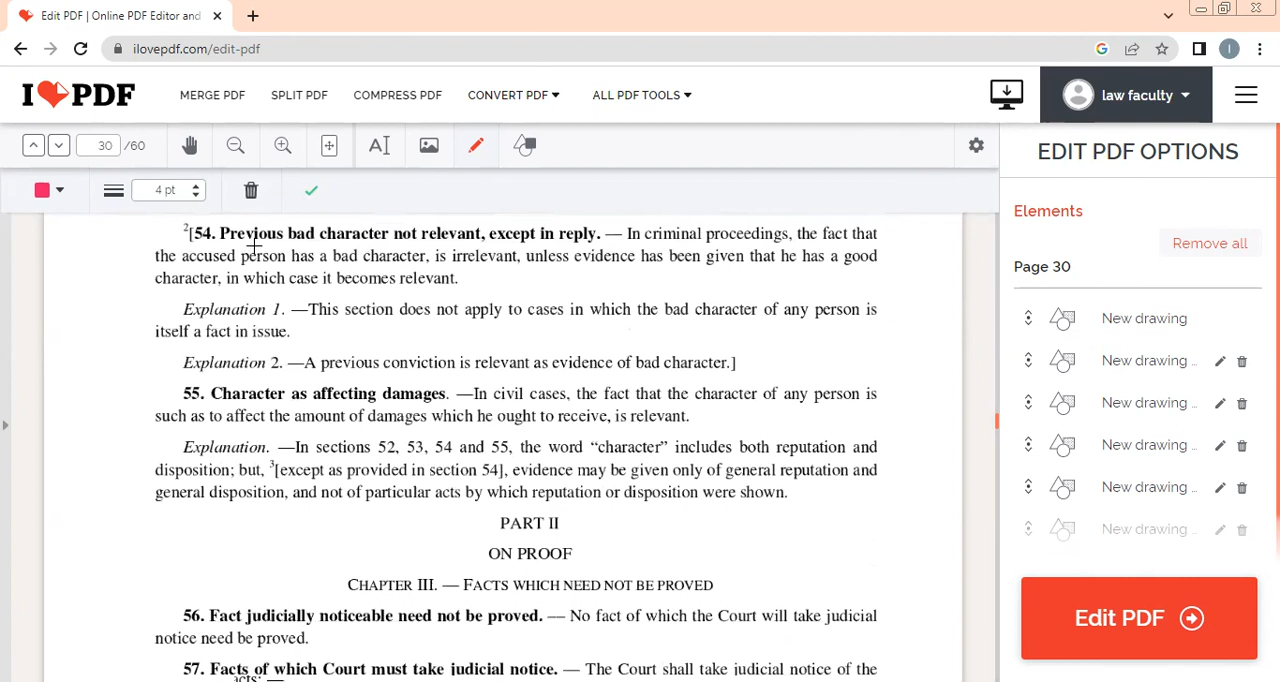 Edit PDF | Online PDF Editor and
ilovepdf.com/edit-pdf
I
I PDF
MERGE PDF SPLIT PDF COMPRESS PDF CONVERT PDF ALL PDF TOOLS law faculty
30 /60
EDIT PDF OPTIONS
4 pt
Elements
Remove all
Page 30
New drawing
New drawing ..
New drawing ..
New drawing ..
New drawing ..
New drawing ..
Edit PDF
2[54. Previous bad character not relevant, except in reply. — In criminal proceedings, the fact that
the accused person has a bad character, is irrelevant, unless evidence has been given that he has a good
character, in which case it becomes relevant.
Explanation 1. —This section does not apply to cases in which the bad character of any person is
itself a fact in issue.
Explanation 2. —A previous conviction is relevant as evidence of bad character.]
55. Character as affecting damages. —In civil cases, the fact that the character of any person is
such as to affect the amount of damages which he ought to receive, is relevant.
Explanation. —In sections 52, 53, 54 and 55, the word “character” includes both reputation and
disposition; but, 3[except as provided in section 54], evidence may be given only of general reputation and
general disposition, and not of particular acts by which reputation or disposition were shown.
PART II
ON PROOF
CHAPTER III. — FACTS WHICH NEED NOT BE PROVED
56. Fact judicially noticeable need not be proved. — No fact of which the Court will take judicial
notice need be proved.
57. Facts of which Court must take judicial notice. — The Court shall take judicial notice of the
acts: —